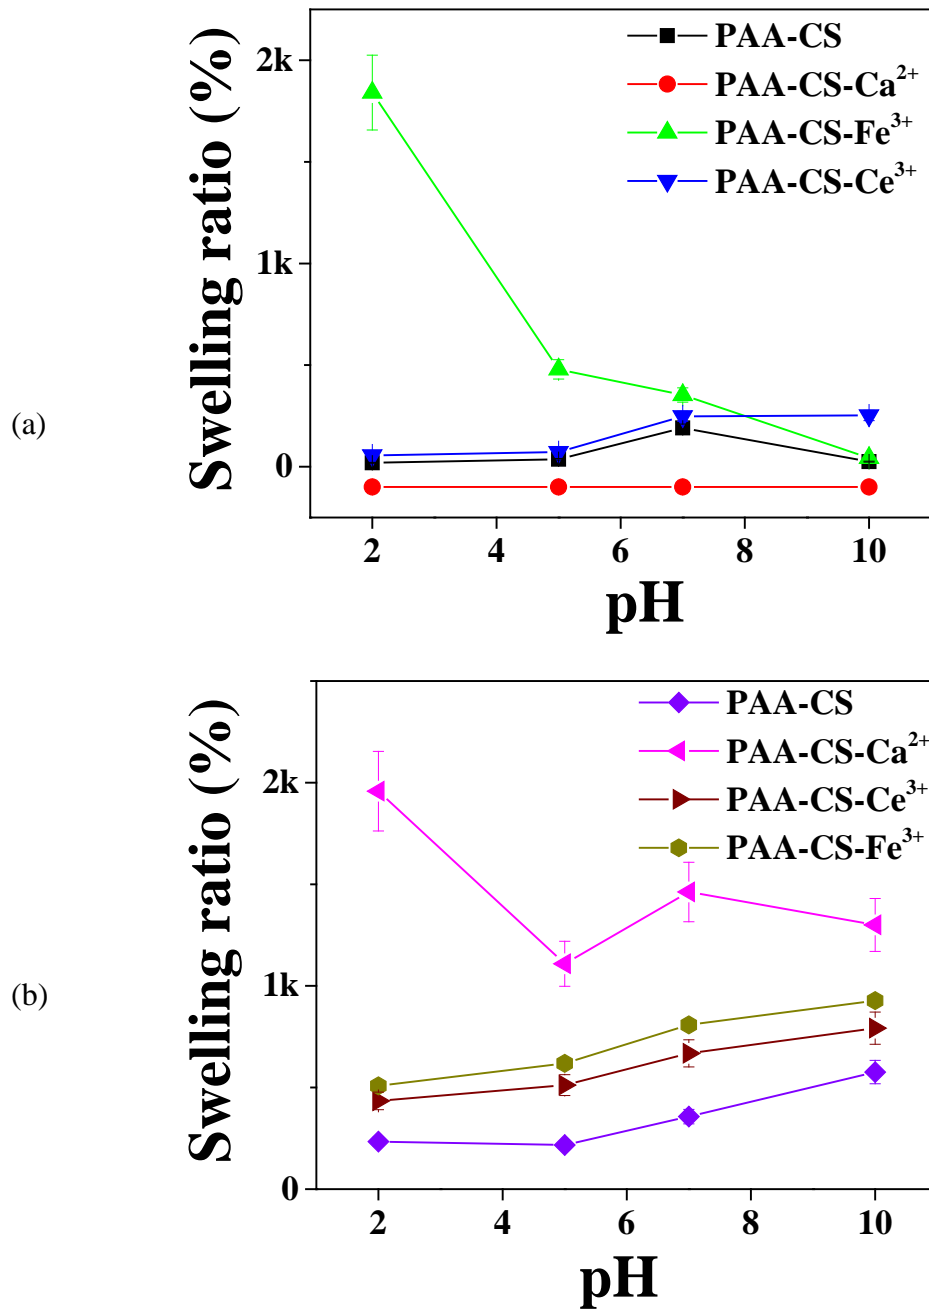 (a)
Swelling ratio (%)
2k
1k
0
PAA-CS
PAA-CS-Ca²⁺
PAA-CS-Fe³⁺
PAA-CS-Ce³⁺
2 4 6 8 10
pH
(b)
Swelling ratio (%)
2k
1k
0
PAA-CS
PAA-CS-Ca²⁺
PAA-CS-Ce³⁺
PAA-CS-Fe³⁺
2 4 6 8 10
pH